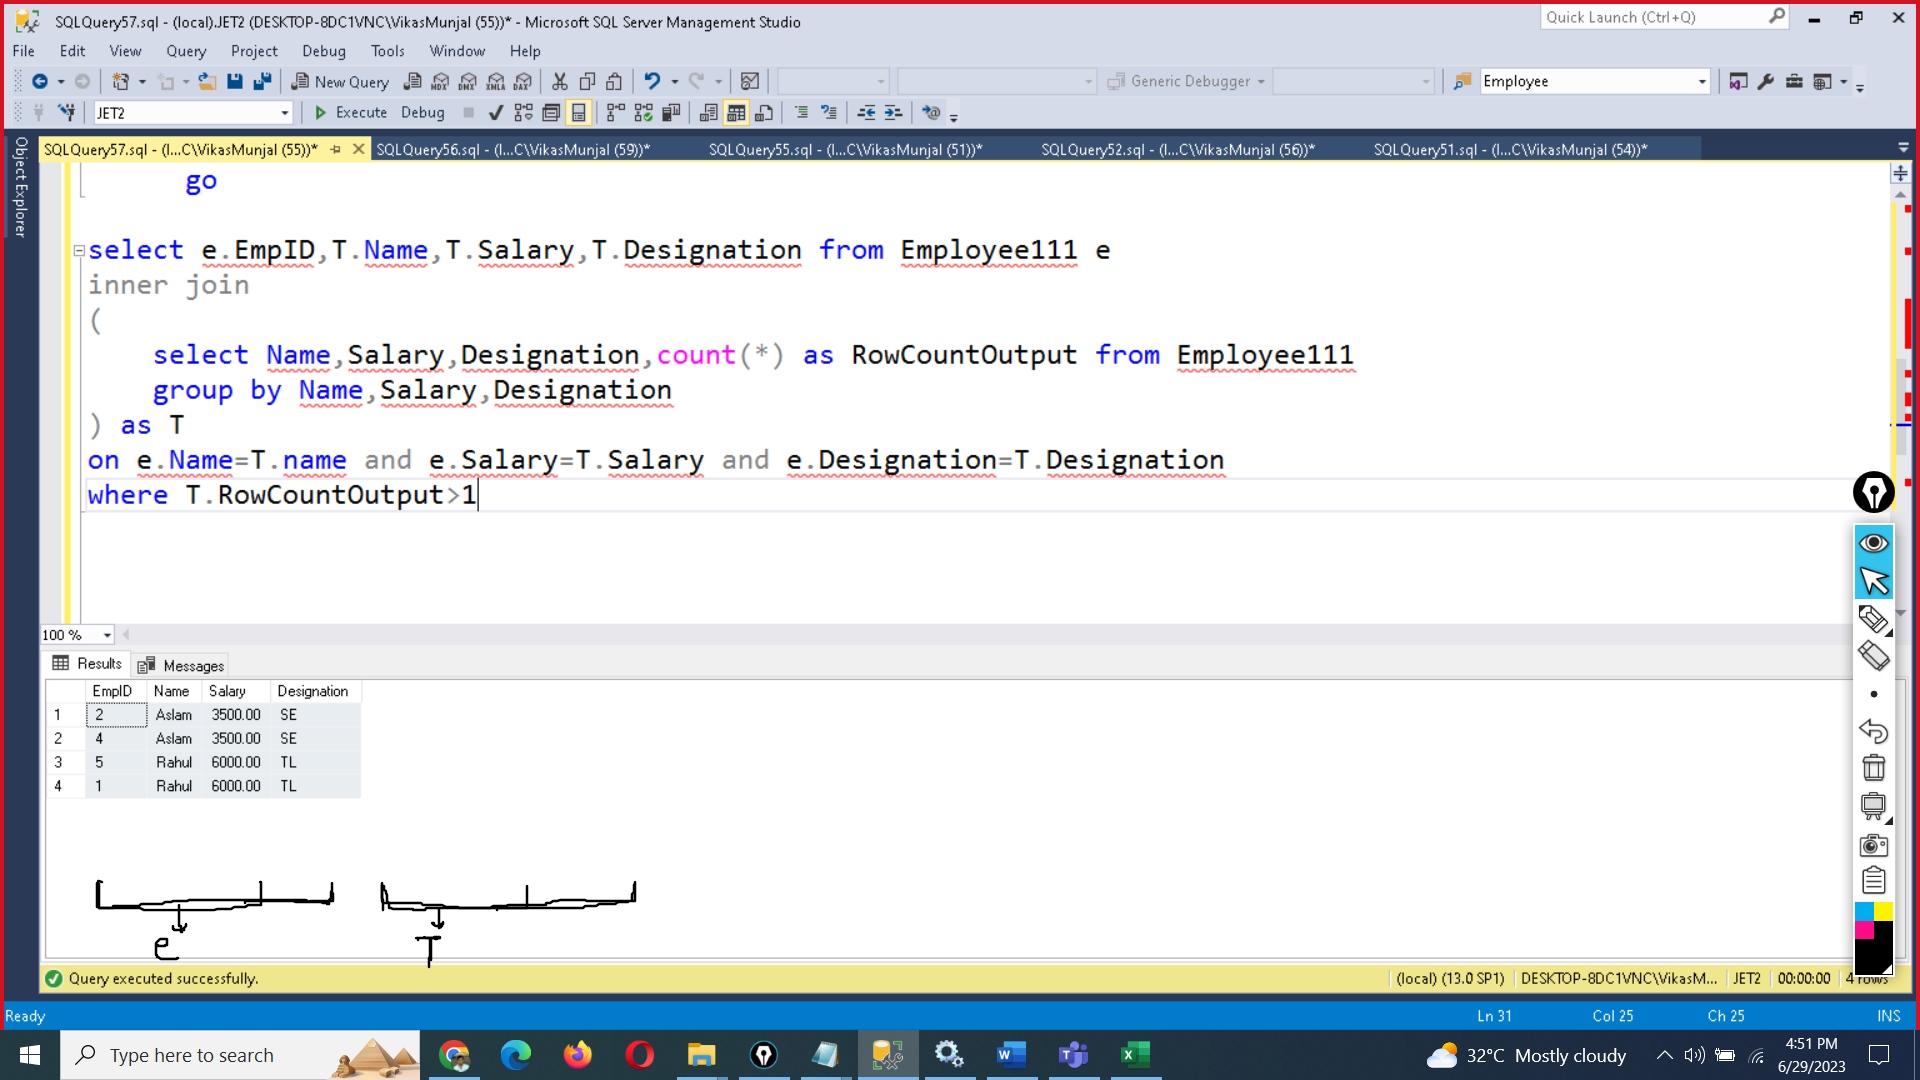 SQLQuery57.sql - (local).JET2 (DESKTOP-8DC1VNC\VikasMunjal (55))* - Microsoft SQL Server Management Studio
Quick Launch (Ctrl+Q)
File Edit View Query Project Debug Tools Window Help
New Query MDX DMX XMLA DAX Generic Debugger Employee
JET2 Execute Debug
Object Explorer
SQLQuery57.sql - (l...C\VikasMunjal (55))* SQLQuery56.sql - (l...C\VikasMunjal (59))* SQLQuery55.sql - (l...C\VikasMunjal (51))* SQLQuery52.sql - (l...C\VikasMunjal (56))* SQLQuery51.sql - (l...C\VikasMunjal (54))*
go
select e.EmpID,T.Name,T.Salary,T.Designation from Employee111 e
inner join
(
select Name,Salary,Designation,count(*) as RowCountOutput from Employee111
group by Name,Salary,Designation
) as T
on e.Name=T.name and e.Salary=T.Salary and e.Designation=T.Designation
where T.RowCountOutput>1
100 %
Results Messages
EmpID Name Salary Designation
1 2 Aslam 3500.00 SE
2 4 Aslam 3500.00 SE
3 5 Rahul 6000.00 TL
4 1 Rahul 6000.00 TL
e T
Query executed successfully. (local) (13.0 SP1) DESKTOP-8DC1VNC\VikasM... JET2 00:00:00 4 rows
Ready Ln 31 Col 25 Ch 25 INS
Type here to search 32°C Mostly cloudy 4:51 PM
6/29/2023